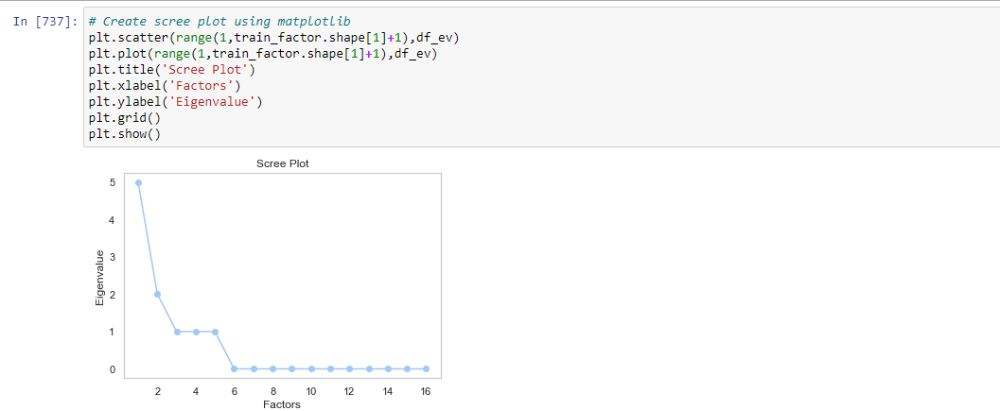 In [737]:
# Create scree plot using matplotlib
plt.scatter(range(1,train_factor.shape[1]+1),df_ev)
plt.plot(range(1,train_factor.shape[1]+1),df_ev)
plt.title('Scree Plot')
plt.xlabel('Factors')
plt.ylabel('Eigenvalue')
plt.grid()
plt.show()
Scree Plot
Eigenvalue
5
4
3
2
1
0
2 4 6 8 10 12 14 16
Factors